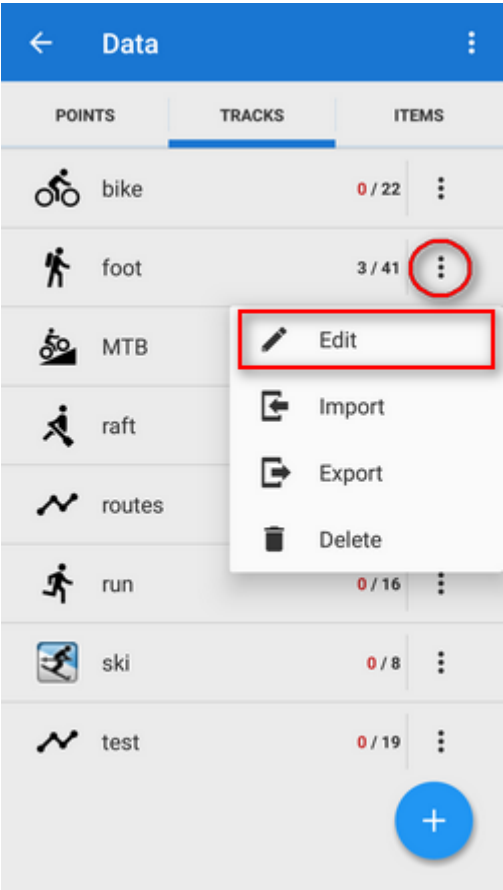 Data
POINTS TRACKS ITEMS
bike 0 / 22
foot 3 / 41
Edit
MTB
Import
raft
Export
routes
Delete
run 0 / 16
ski 0 / 8
test 0 / 19